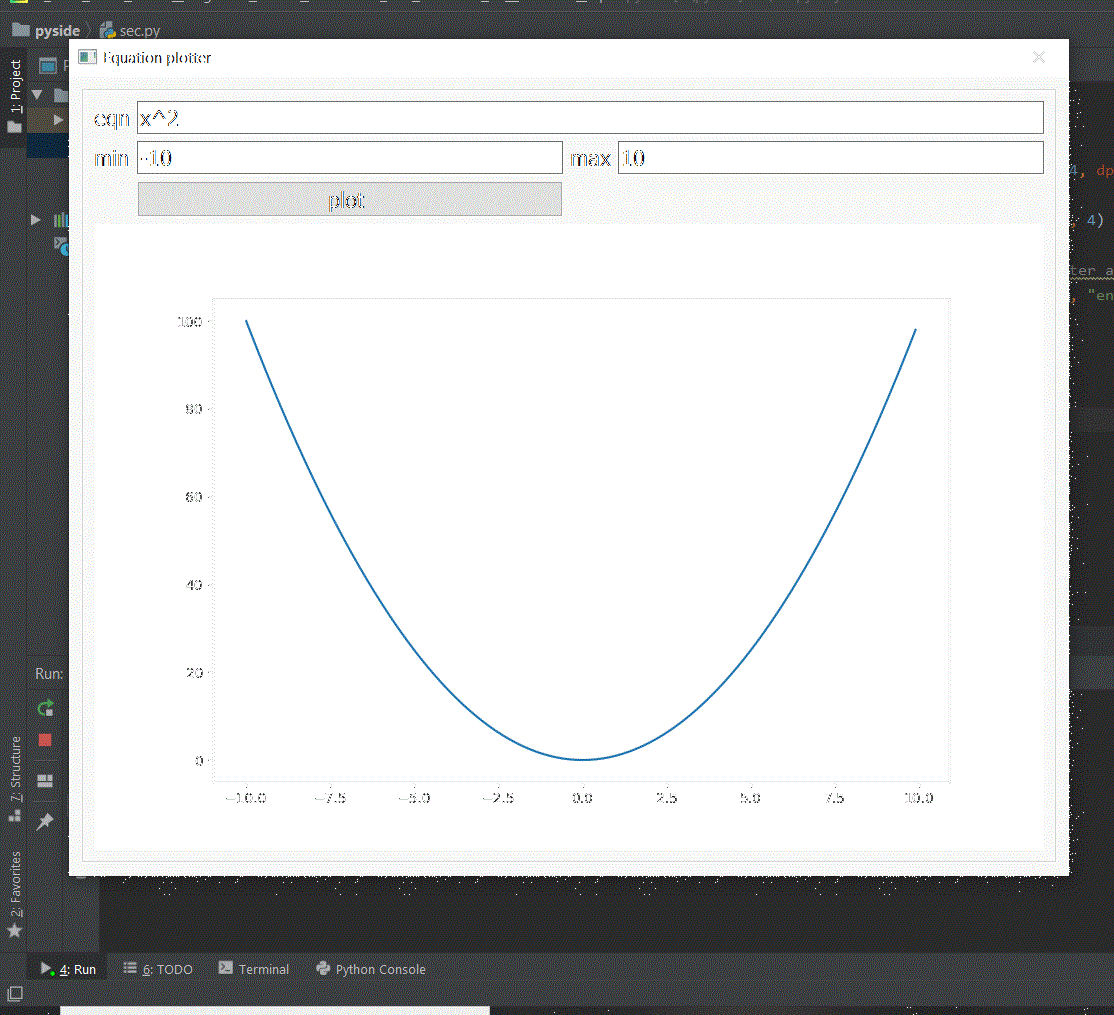 pyside
sec.py
1: Project
Equation plotter
eqn x^2
min -10 max 10
plot
100
80
60
40
20
0
−10.0 −7.5 −5.0 −2.5 0.0 2.5 5.0 7.5 10.0
4, dp
, 4)
ter a
, "en
Run:
7: Structure
2: Favorites
4: Run 6: TODO Terminal Python Console